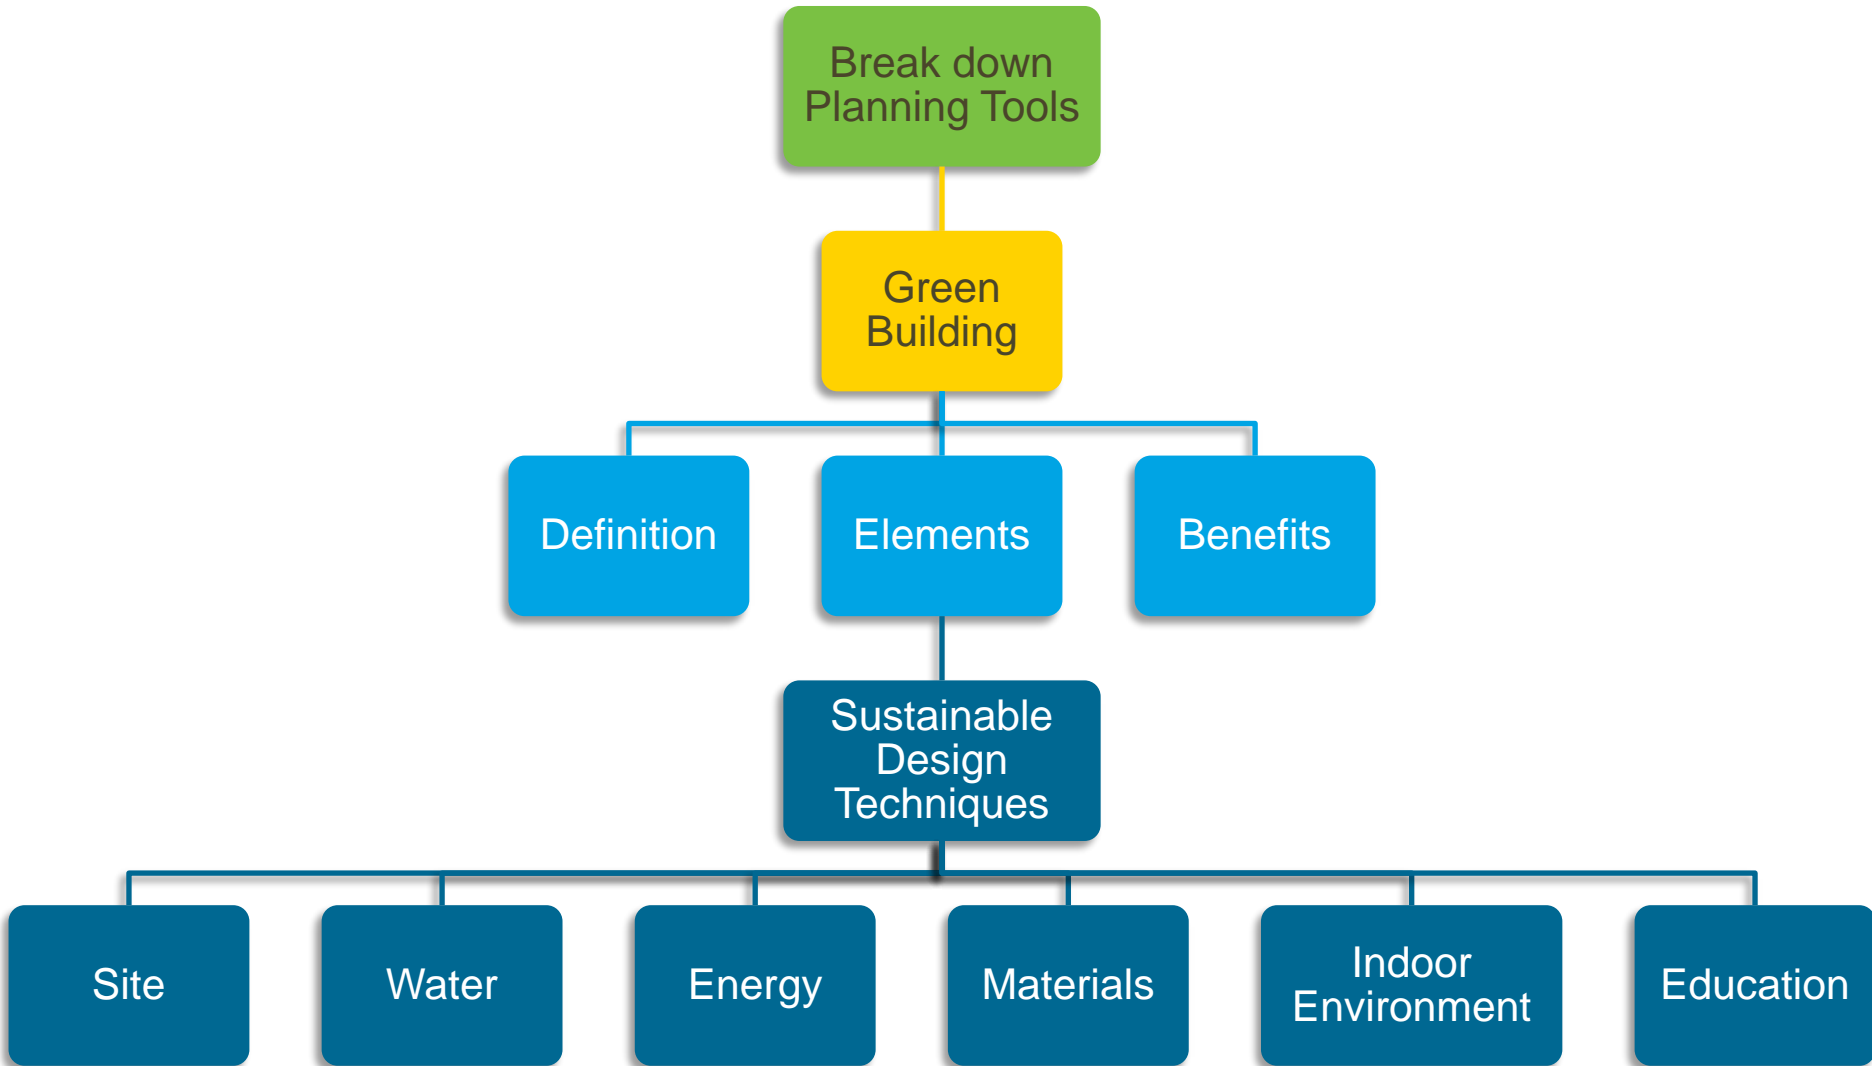 Break down
Planning Tools
Green
Building
Definition
Elements
Benefits
Sustainable
Design
Techniques
Site
Water
Energy
Materials
Indoor
Environment
Education